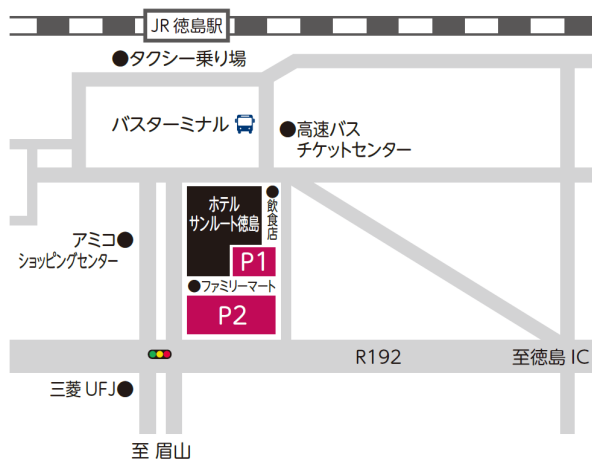 JR 徳島駅
●タクシー乗り場
バスターミナル
●高速バス
チケットセンター
ホテル
サンルート徳島
●飲食店
アミコ●
ショッピングセンター
P1
●ファミリーマート
P2
R192
至徳島 IC
三菱 UFJ●
至 眉山